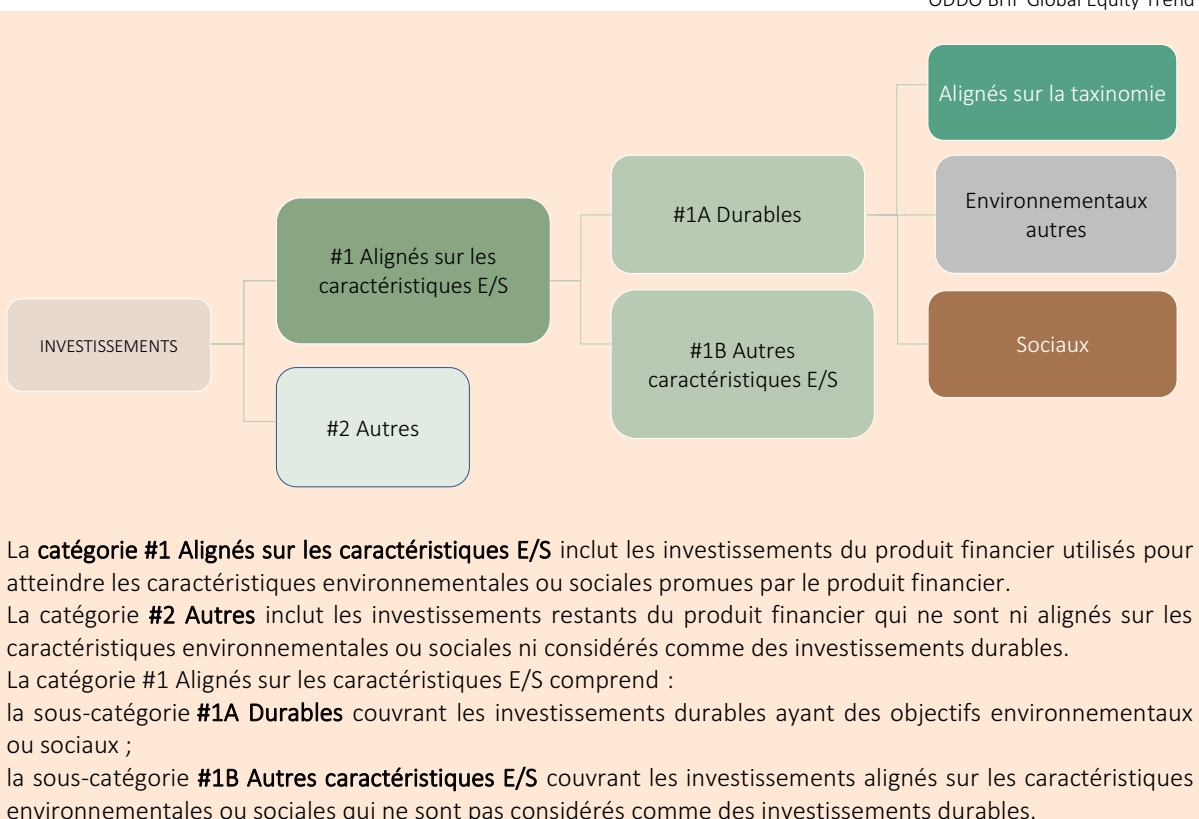 ODDO BHF Global Equity Trend
Alignés sur la taxinomie
#1A Durables
Environnementaux
autres
#1 Alignés sur les
caractéristiques E/S
INVESTISSEMENTS
#1B Autres
caractéristiques E/S
Sociaux
#2 Autres
La catégorie #1 Alignés sur les caractéristiques E/S inclut les investissements du produit financier utilisés pour
atteindre les caractéristiques environnementales ou sociales promues par le produit financier.
La catégorie #2 Autres inclut les investissements restants du produit financier qui ne sont ni alignés sur les
caractéristiques environnementales ou sociales ni considérés comme des investissements durables.
La catégorie #1 Alignés sur les caractéristiques E/S comprend :
la sous-catégorie #1A Durables couvrant les investissements durables ayant des objectifs environnementaux
ou sociaux ;
la sous-catégorie #1B Autres caractéristiques E/S couvrant les investissements alignés sur les caractéristiques
environnementales ou sociales qui ne sont pas considérés comme des investissements durables.